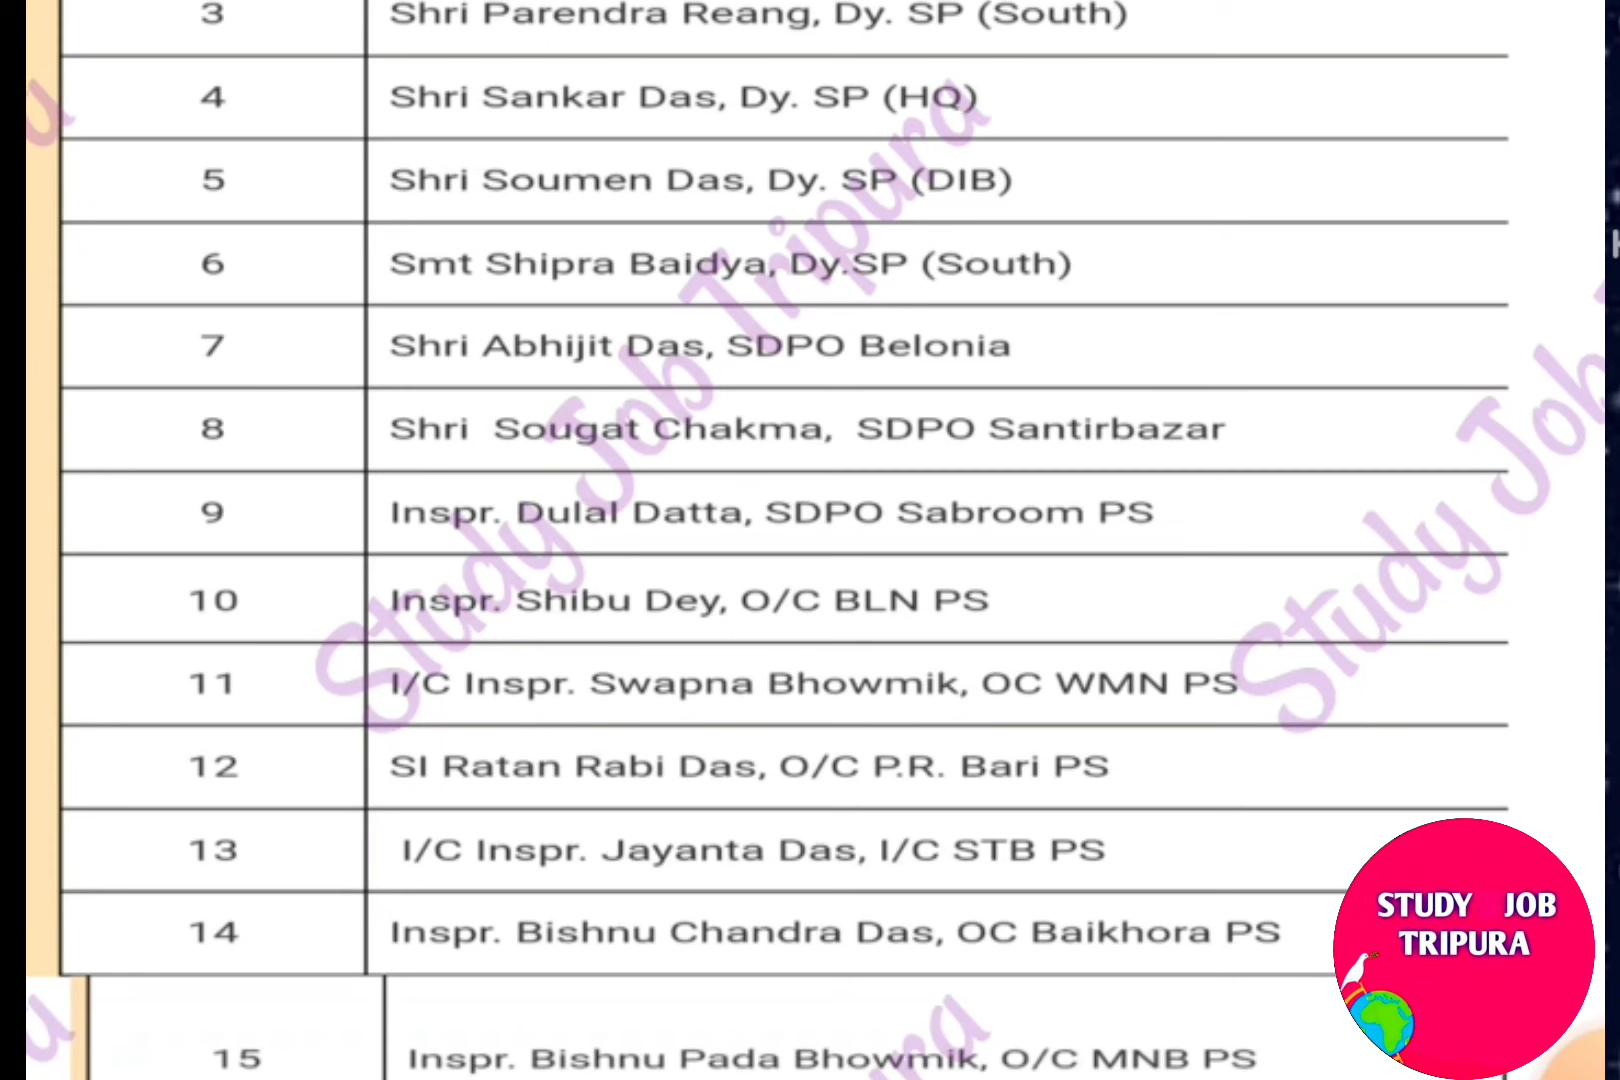 3 Shri Parendra Reang, Dy. SP (South)
4 Shri Sankar Das, Dy. SP (HQ)
5 Shri Soumen Das, Dy. SP (DIB)
6 Smt Shipra Baidya, Dy.SP (South)
7 Shri Abhijit Das, SDPO Belonia
8 Shri Sougat Chakma, SDPO Santirbazar
9 Inspr. Dulal Datta, SDPO Sabroom PS
10 Inspr. Shibu Dey, O/C BLN PS
11 I/C Inspr. Swapna Bhowmik, OC WMN PS
12 SI Ratan Rabi Das, O/C P.R. Bari PS
13 I/C Inspr. Jayanta Das, I/C STB PS
14 Inspr. Bishnu Chandra Das, OC Baikhora PS
15 Inspr. Bishnu Pada Bhowmik, O/C MNB PS
Study Job Tripura
Study Job
STUDY JOB
TRIPURA